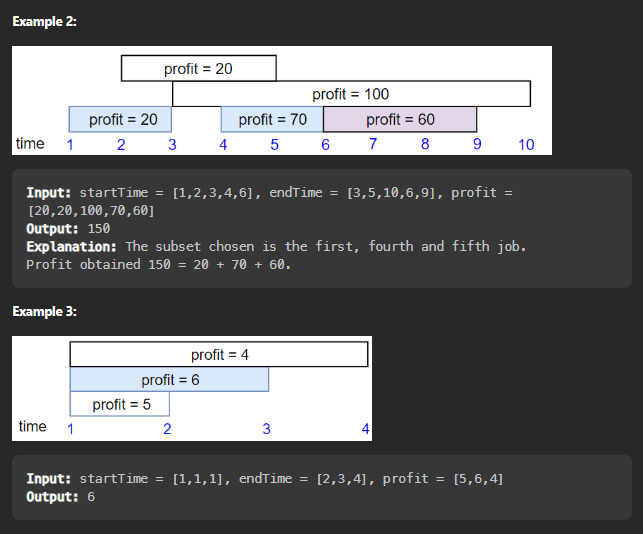 Example 2:
profit = 20
profit = 100
profit = 20 profit = 70 profit = 60
time 1 2 3 4 5 6 7 8 9 10
Input: startTime = [1,2,3,4,6], endTime = [3,5,10,6,9], profit =
[20,20,100,70,60]
Output: 150
Explanation: The subset chosen is the first, fourth and fifth job.
Profit obtained 150 = 20 + 70 + 60.
Example 3:
profit = 4
profit = 6
profit = 5
time 1 2 3 4
Input: startTime = [1,1,1], endTime = [2,3,4], profit = [5,6,4]
Output: 6